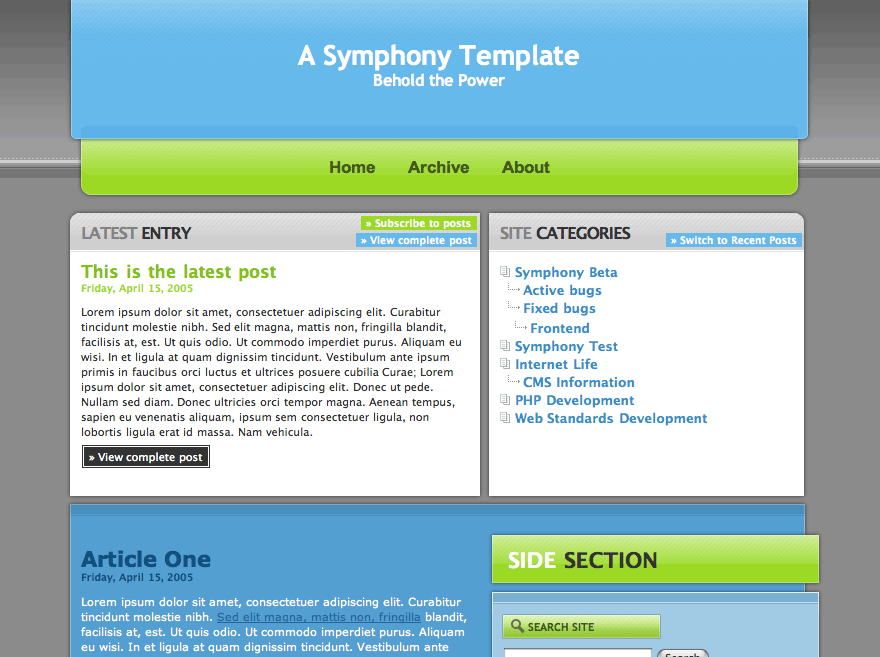 A Symphony Template
Behold the Power
Home Archive About
LATEST ENTRY
» Subscribe to posts
» View complete post
This is the latest post
Friday, April 15, 2005
Lorem ipsum dolor sit amet, consectetuer adipiscing elit. Curabitur
tincidunt molestie nibh. Sed elit magna, mattis non, fringilla blandit,
facilisis at, est. Ut quis odio. Ut commodo imperdiet purus. Aliquam eu
wisi. In et ligula at quam dignissim tincidunt. Vestibulum ante ipsum
primis in faucibus orci luctus et ultrices posuere cubilia Curae; Lorem
ipsum dolor sit amet, consectetuer adipiscing elit. Donec ut pede.
Nullam sed diam. Donec ultricies orci tempor magna. Aenean tempus,
sapien eu venenatis aliquam, ipsum sem consectetuer ligula, non
lobortis ligula erat id massa. Nam vehicula.
» View complete post
SITE CATEGORIES
» Switch to Recent Posts
Symphony Beta
Active bugs
Fixed bugs
Frontend
Symphony Test
Internet Life
CMS Information
PHP Development
Web Standards Development
Article One
Friday, April 15, 2005
Lorem ipsum dolor sit amet, consectetuer adipiscing elit. Curabitur
tincidunt molestie nibh. Sed elit magna, mattis non, fringilla blandit,
facilisis at, est. Ut quis odio. Ut commodo imperdiet purus. Aliquam eu
wisi. In et ligula at quam dignissim tincidunt. Vestibulum ante
SIDE SECTION
SEARCH SITE
Search